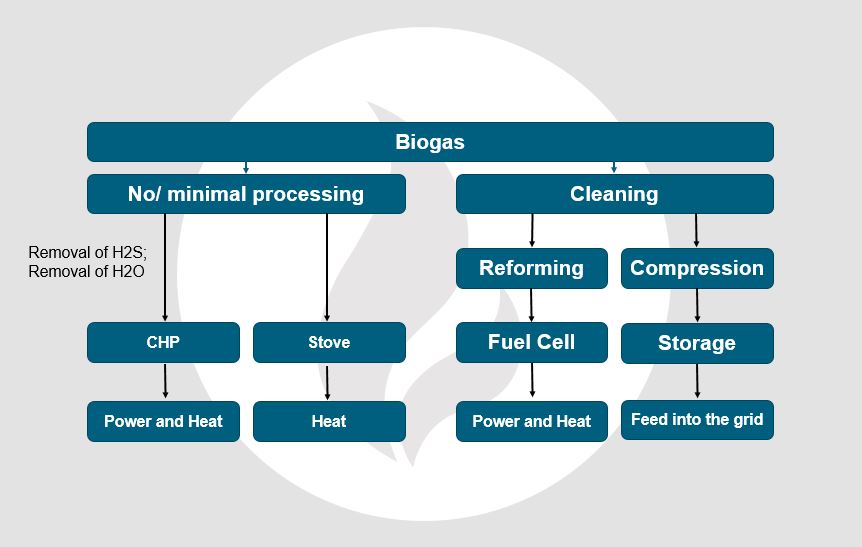 Biogas
No/ minimal processing
Cleaning
Removal of H2S;
Removal of H2O
Reforming
Compression
CHP
Stove
Fuel Cell
Storage
Power and Heat
Heat
Power and Heat
Feed into the grid